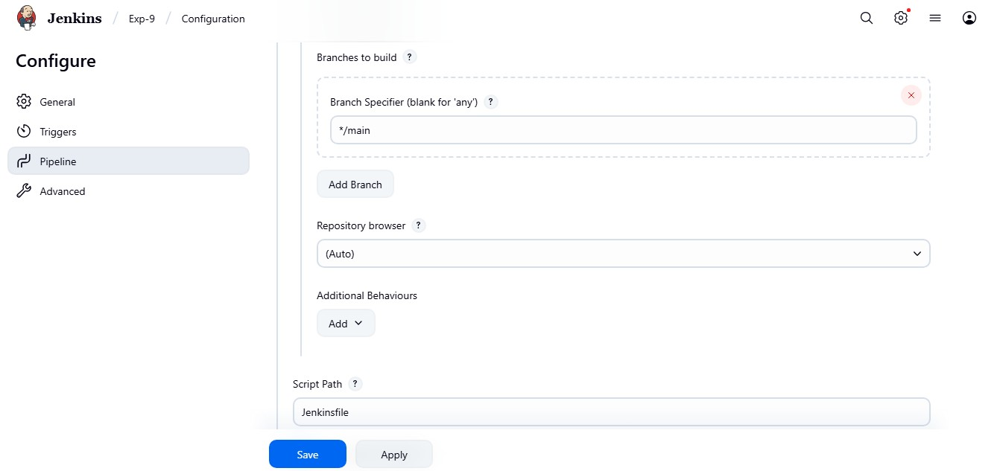 Jenkins / Exp-9 / Configuration
Configure
General
Triggers
Pipeline
Advanced
Branches to build ?
Branch Specifier (blank for 'any') ?
*/main
Add Branch
Repository browser ?
(Auto)
Additional Behaviours
Add
Script Path ?
Jenkinsfile
Save
Apply